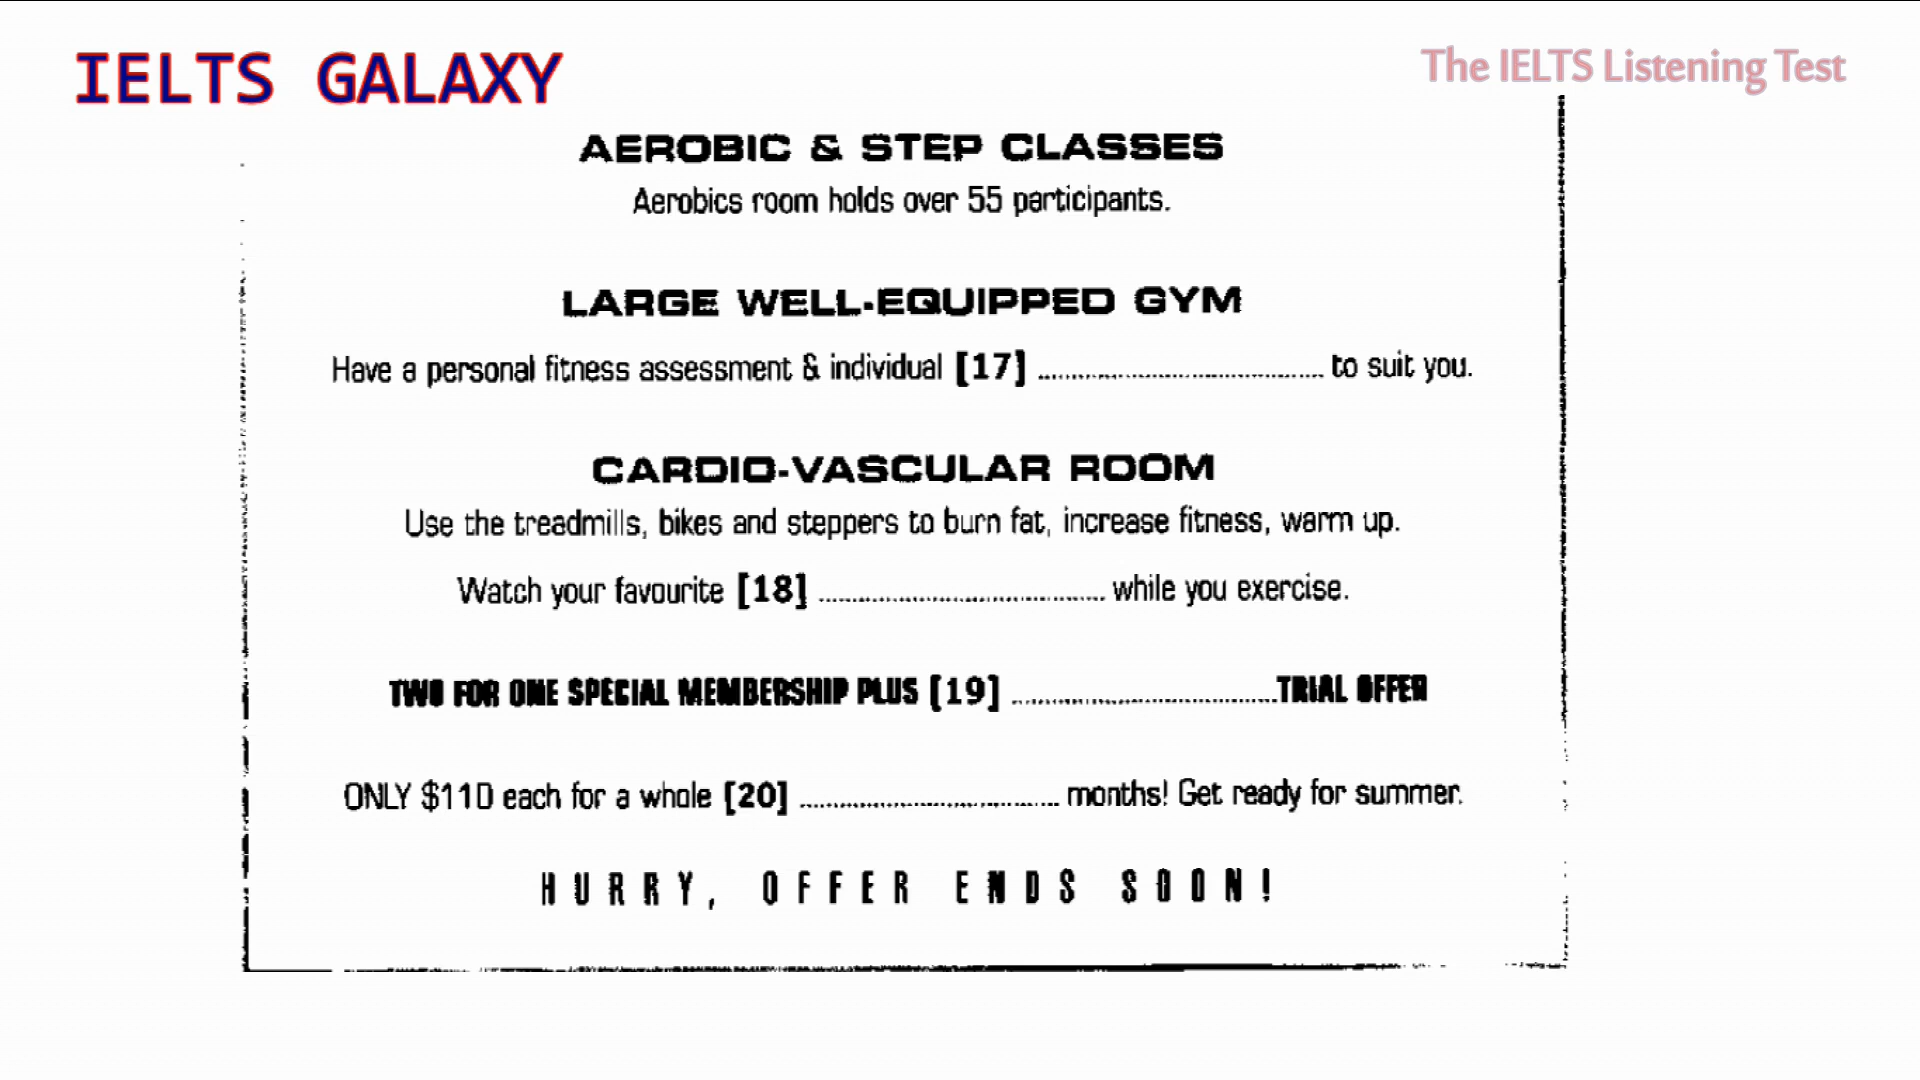 IELTS GALAXY
The IELTS Listening Test
AEROBIC & STEP CLASSES
Aerobics room holds over 55 participants.
LARGE WELL-EQUIPPED GYM
Have a personal fitness assessment & individual [17] ........................................ to suit you.
CARDIO-VASCULAR ROOM
Use the treadmills, bikes and steppers to burn fat, increase fitness, warm up.
Watch your favourite [18] ........................................ while you exercise.
TWO FOR ONE SPECIAL MEMBERSHIP PLUS [19] ........................................TRIAL OFFER
ONLY $110 each for a whole [20] ........................................ months! Get ready for summer.
HURRY, OFFER ENDS SOON!